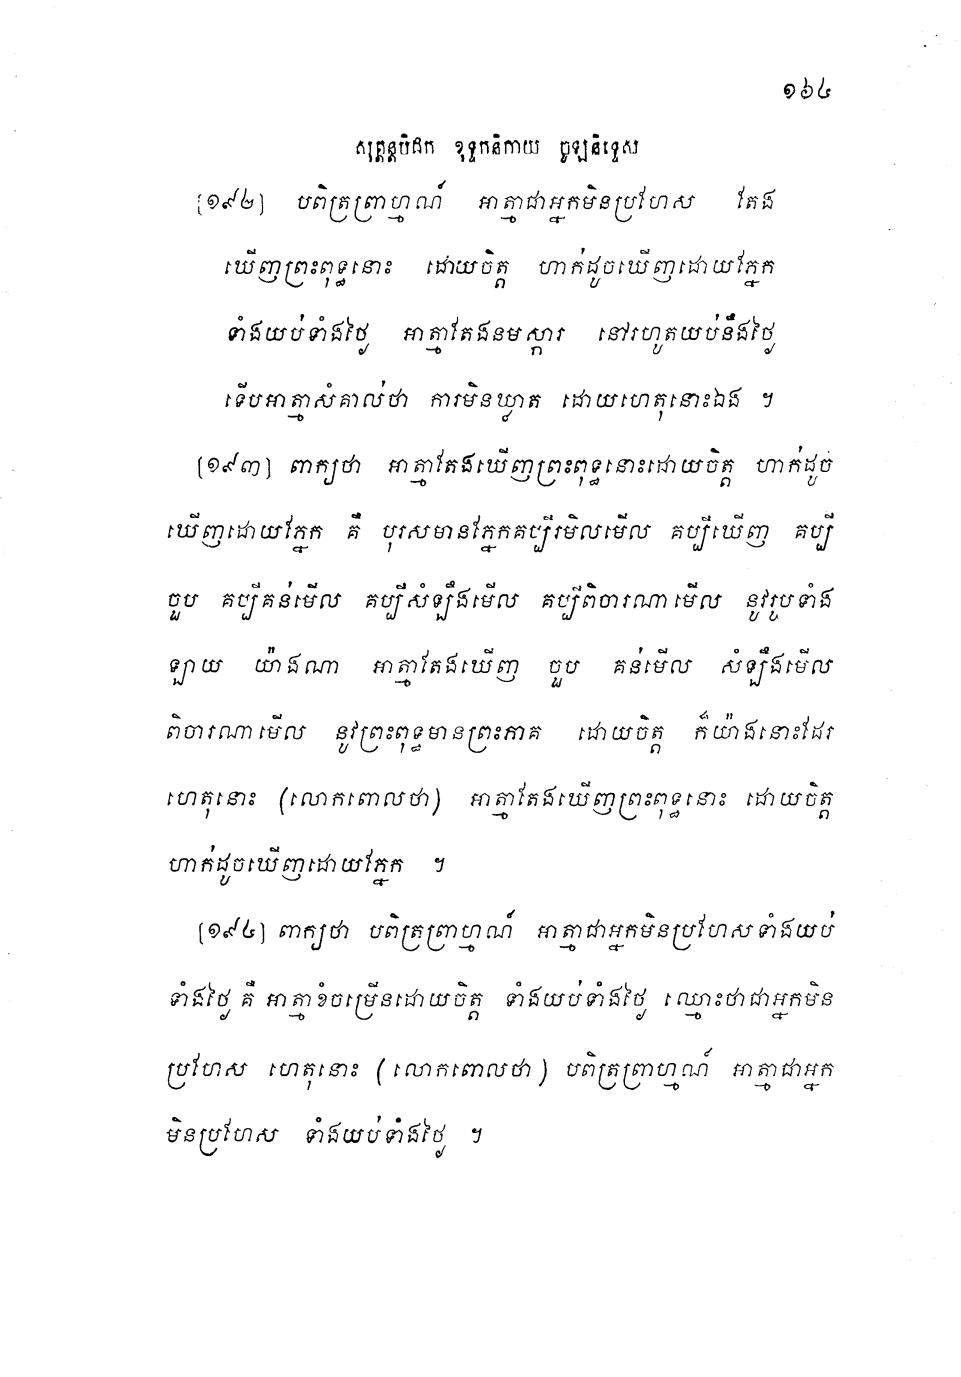 ១៦៤
សុត្តន្តបិដក ខុទ្ទកនិកាយ ចូឡនិទ្ទេស
[១៩២] បពិត្រព្រាហ្មណ៍ អាត្មាជាអ្នកមិនប្រហែស តែង
ឃើញព្រះពុទ្ធនោះ ដោយចិត្ត ហាក់ដូចឃើញដោយភ្នែក
ទាំងយប់ទាំងថ្ងៃ អាត្មាតែងនមស្ការ នៅរហូតយប់នឹងថ្ងៃ
ទើបអាត្មាសំគាល់ថា ការមិនឃ្លាត ដោយហេតុនោះឯង ។
[១៩៣] ពាក្យថា អាត្មាតែងឃើញព្រះពុទ្ធនោះដោយចិត្ត ហាក់ដូច
ឃើញដោយភ្នែក គឺ បុរសមានភ្នែកគប្បីរមិលមើល គប្បីឃើញ គប្បី
ចួប គប្បីគន់មើល គប្បីសំឡឹងមើល គប្បីពិចារណាមើល នូវរូបទាំង
ឡាយ យ៉ាងណា អាត្មាតែងឃើញ ចួប គន់មើល សំឡឹងមើល
ពិចារណាមើល នូវព្រះពុទ្ធមានព្រះភាគ ដោយចិត្ត ក៏យ៉ាងនោះដែរ
ហេតុនោះ (លោកពោលថា) អាត្មាតែងឃើញព្រះពុទ្ធនោះ ដោយចិត្ត
ហាក់ដូចឃើញដោយភ្នែក ។
[១៩៤] ពាក្យថា បពិត្រព្រាហ្មណ៍ អាត្មាជាអ្នកមិនប្រហែសទាំងយប់
ទាំងថ្ងៃ គឺ អាត្មាខំចម្រើនដោយចិត្ត ទាំងយប់ទាំងថ្ងៃ ឈ្មោះថាជាអ្នកមិន
ប្រហែស ហេតុនោះ (លោកពោលថា) បពិត្រព្រាហ្មណ៍ អាត្មាជាអ្នក
មិនប្រហែស ទាំងយប់ទាំងថ្ងៃ ។